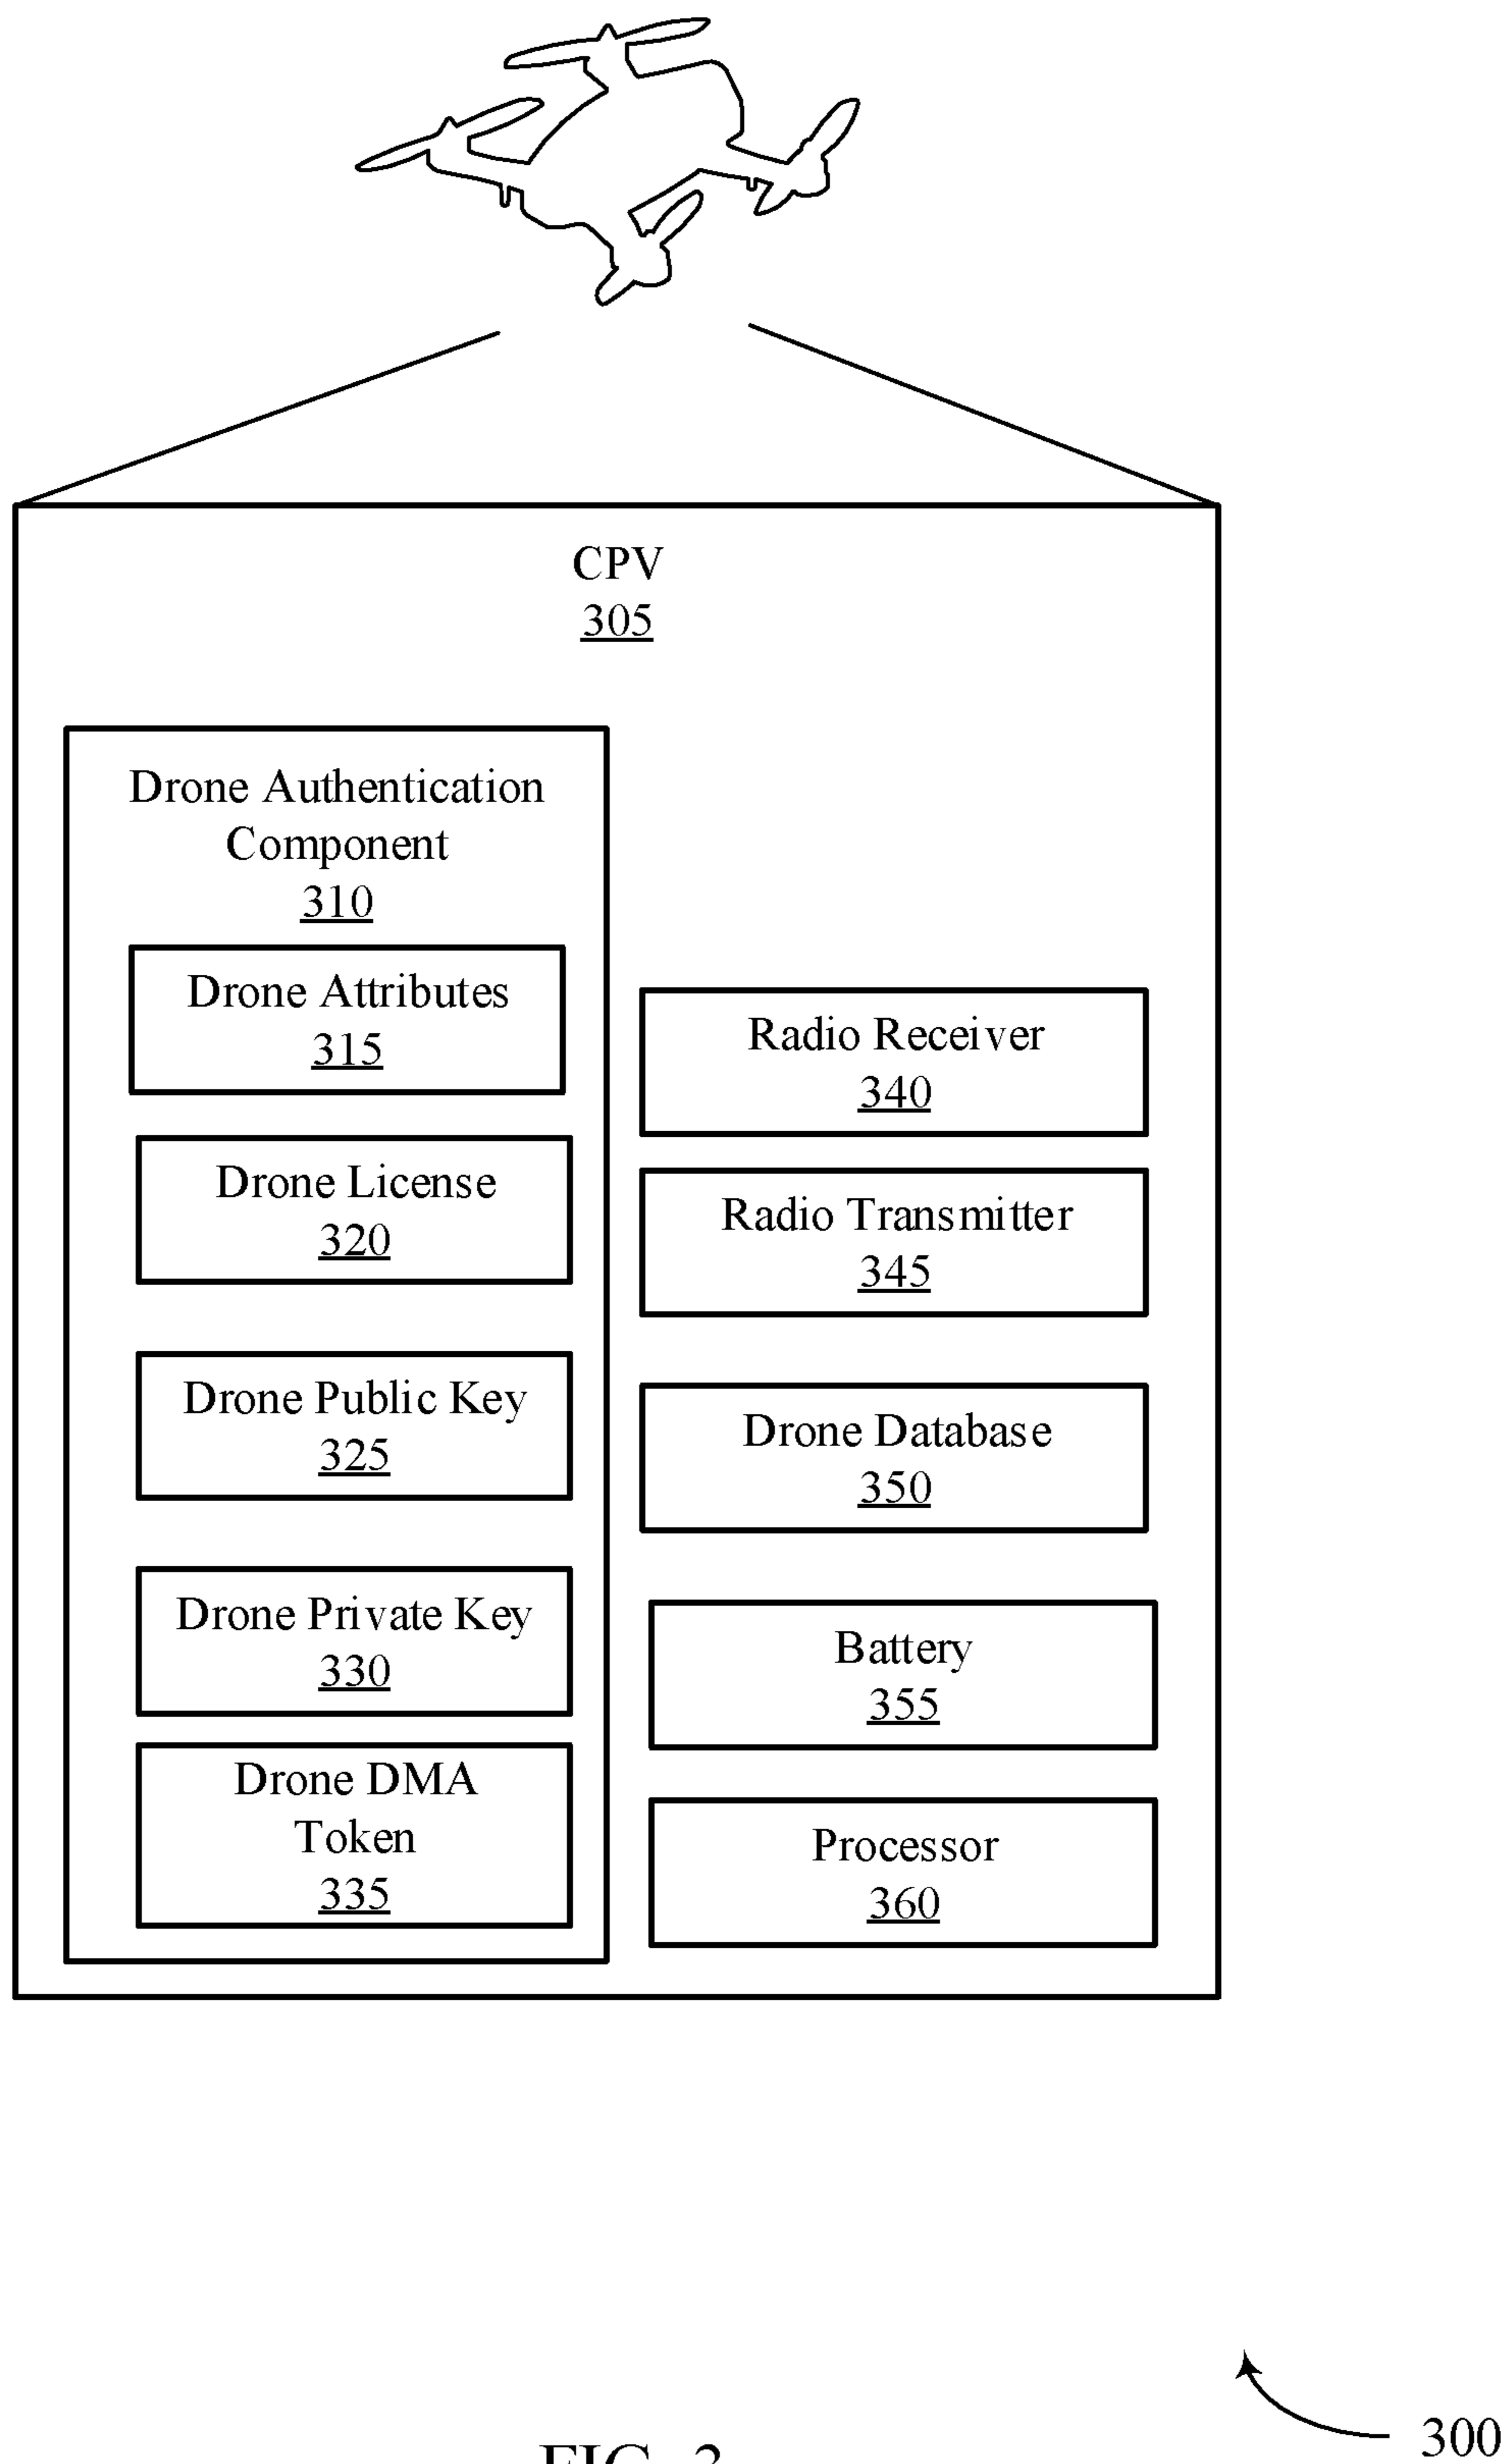 CPV
305
Drone Authentication
Component
310
Drone Attributes
315
Drone License
320
Drone Public Key
325
Drone Private Key
330
Drone DMA
Token
335
Radio Receiver
340
Radio Transmitter
345
Drone Database
350
Battery
355
Processor
360
300
FIG. 3